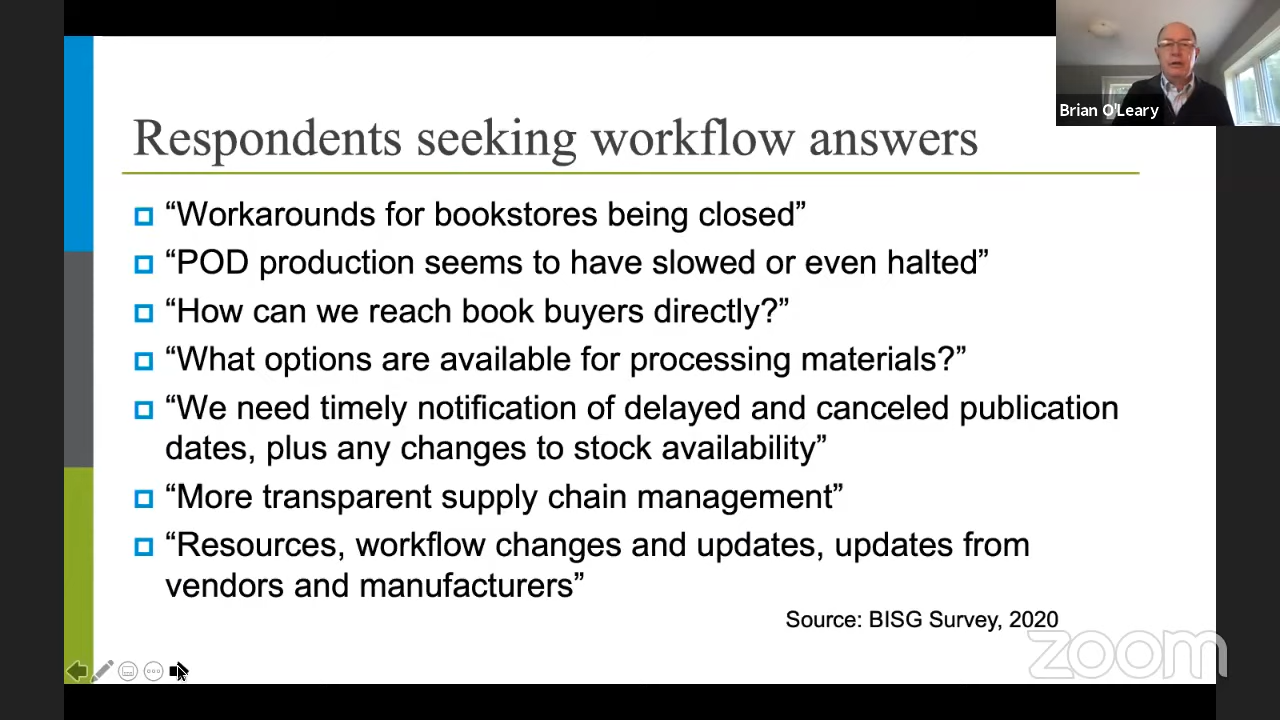 Brian O'Leary
Respondents seeking workflow answers
“Workarounds for bookstores being closed”
“POD production seems to have slowed or even halted”
“How can we reach book buyers directly?”
“What options are available for processing materials?”
“We need timely notification of delayed and canceled publication
dates, plus any changes to stock availability”
“More transparent supply chain management”
“Resources, workflow changes and updates, updates from
vendors and manufacturers”
Source: BISG Survey, 2020
zoom